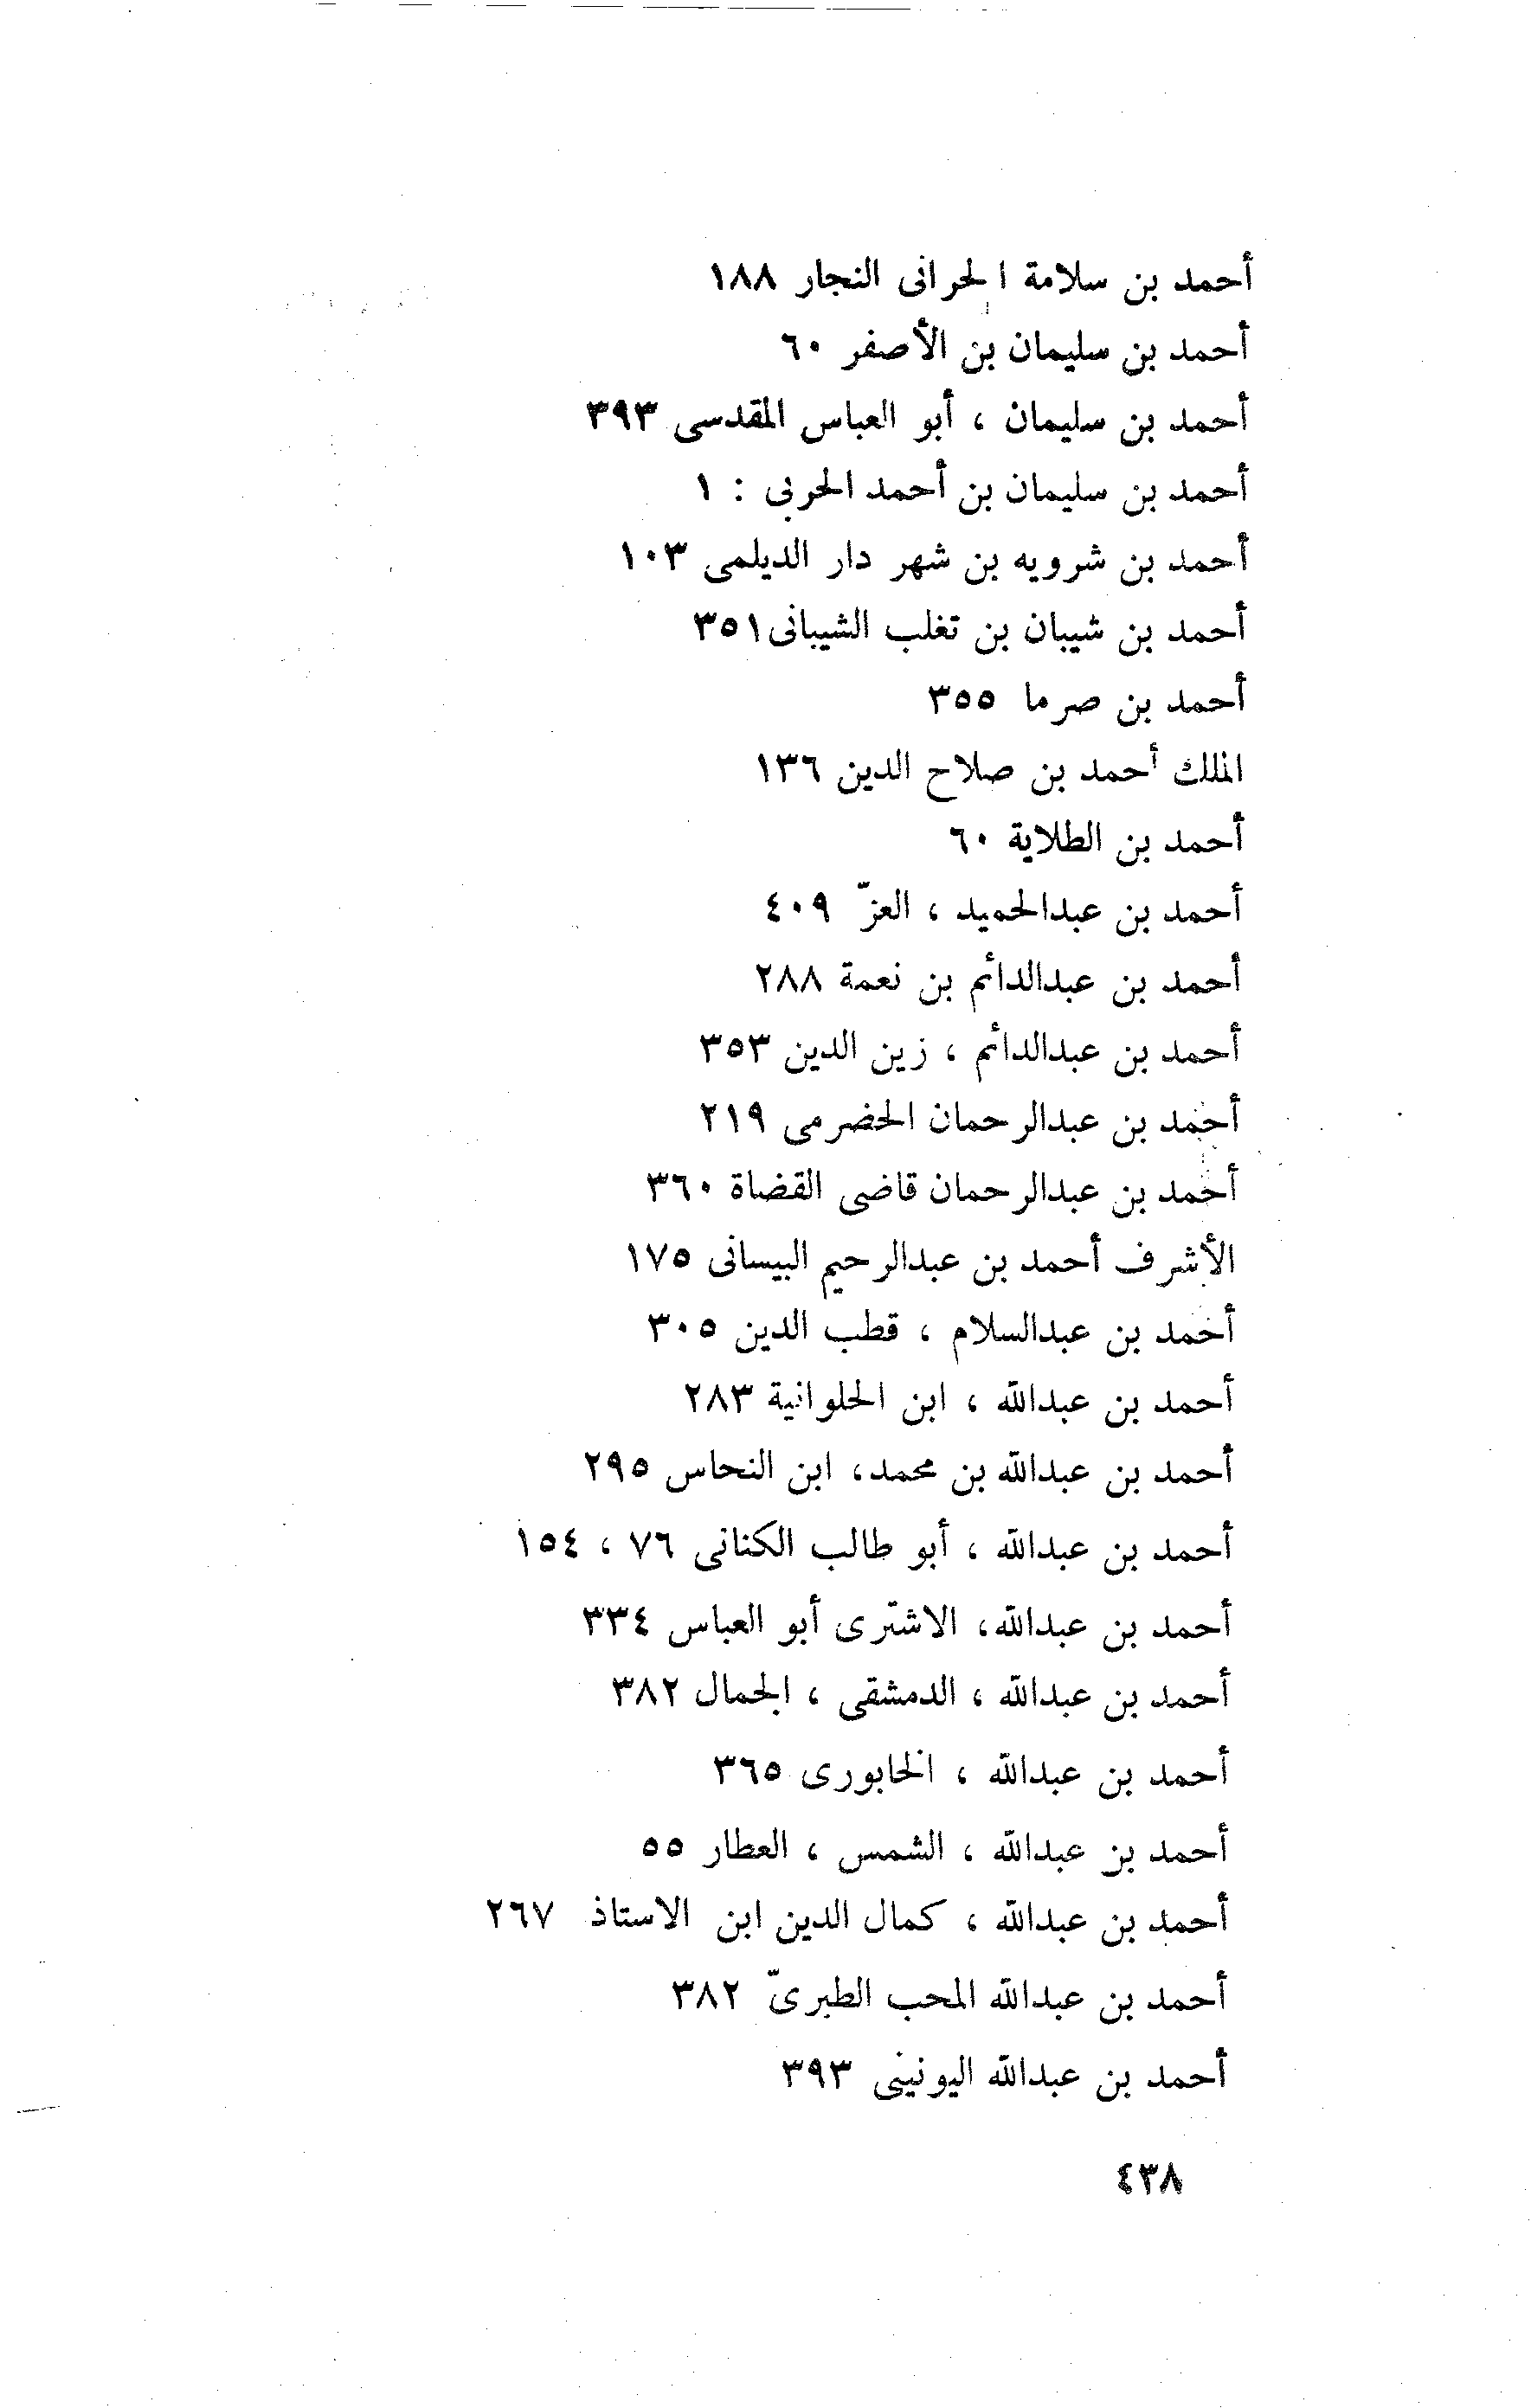 أحمد بن سلامة الحرانى النجار ١٨٨
أحمد بن سليمان بن الأصفر ٦٠
أحمد بن سليمان ، أبو العباس المقدسى ٣٩٣
أحمد بن سليمان بن أحمد الحربى : ١
أحمد بن شرويه بن شهر دار الديلمى ١٠٣
أحمد بن شيبان بن تغلب الشيبانى ٣٥١
أحمد بن صرما ٣٥٥
الملك أحمد بن صلاح الدين ١٣٦
أحمد بن الطلاية ٦٠
أحمد بن عبدالحميد ، العزّ ٤٠٩
أحمد بن عبدالدائم بن نعمة ٢٨٨
أحمد بن عبدالدائم ، زين الدين ٣٥٣
أحمد بن عبدالرحمان الحضرمى ٢١٩
أحمد بن عبدالرحمان قاضى القضاة ٣٦٠
الأشرف أحمد بن عبدالرحيم البيسانى ١٧٥
أحمد بن عبدالسلام ، قطب الدين ٣٠٥
أحمد بن عبدالله ، ابن الحلوانية ٢٨٣
أحمد بن عبدالله بن محمد، ابن النحاس ٢٩٥
أحمد بن عبدالله ، أبو طالب الكنانى ٧٦ ، ١٥٤
أحمد بن عبدالله، الاشترى أبو العباس ٣٣٤
أحمد بن عبدالله ، الدمشقى ، الجمال ٣٨٢
أحمد بن عبدالله ، الخابورى ٣٦٥
أحمد بن عبدالله ، الشمس ، العطار ٥٥
أحمد بن عبدالله ، كمال الدين ابن الاستاذ ٢٦٧
أحمد بن عبدالله المحب الطبرىّ ٣٨٢
أحمد بن عبدالله اليونينى ٣٩٣
٤٣٨